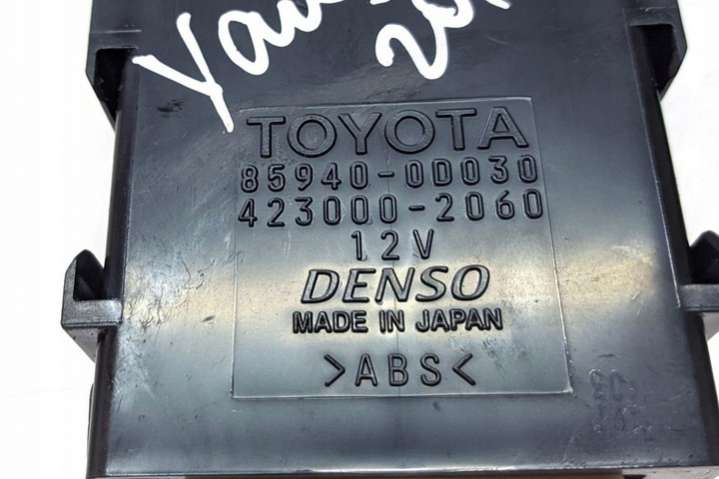 TOYOTA
85940-0D030
423000-2060
12V
DENSO
MADE IN JAPAN
>ABS<